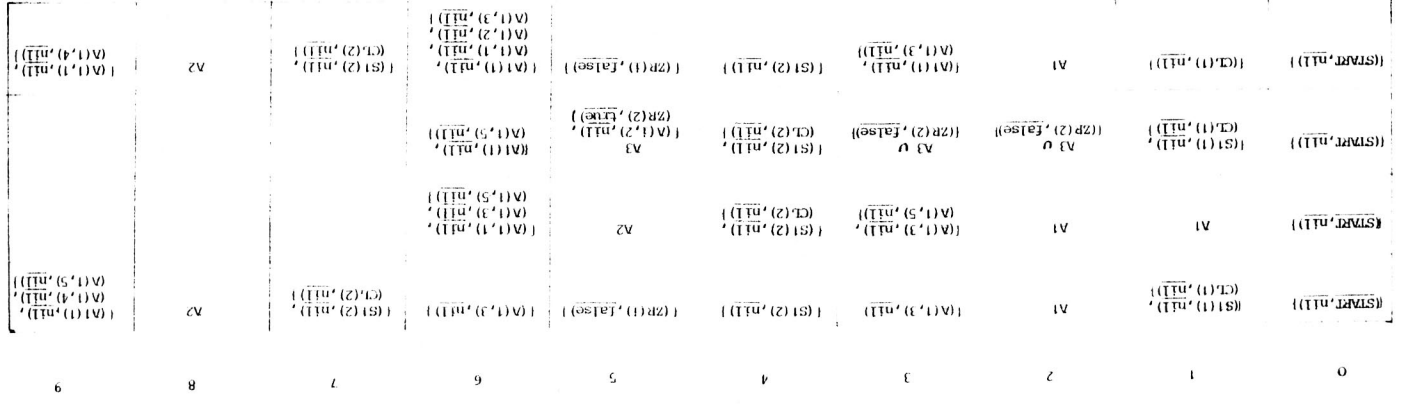 0 1 2 3 4 5 6 7 8 9
{(START,nil)}
{(S1(1),nil),
(CL(1),nil)}
A1
{(A(1,3),nil)
{(S1(2),nil)}
{(ZR(1),false)}
{(A(1,3),nil)}
{(S1(2),nil),
(CL(2),nil)}
A2
{(A1(1),nil),
(A(1,4),nil),
(A(1,5),nil)}
{(START,nil)}
A1
A1
{(A(1,3),nil),
(A(1,5),nil)}
{(S1(2),nil),
(CL(2),nil)}
A2
{(A(1,1),nil),
(A(1,3),nil),
(A(1,5),nil)}
{(START,nil)}
{(S1(1),nil),
(CL(1),nil)}
A3 ∪
{(ZP(2),false)}
A3 ∪
{(ZR(2),false)}
{(S1(2),nil),
(CL(2),nil)}
A3
{(A(1,2),nil),
(ZR(2),true)}
{(A1(1),nil),
(A(1,5),nil)}
{(START,nil)}
{(CL(1),nil)}
A1
{(A1(1),nil),
(A(1,3),nil)}
{(S1(2),nil)}
{(ZR(1),false)}
{(A1(1),nil),
(A(1,1),nil),
(A(1,2),nil),
(A(1,3),nil)}
{(S1(2),nil),
(CL(2),nil)}
A2
{(A(1,1),nil),
(A(1,4),nil)}